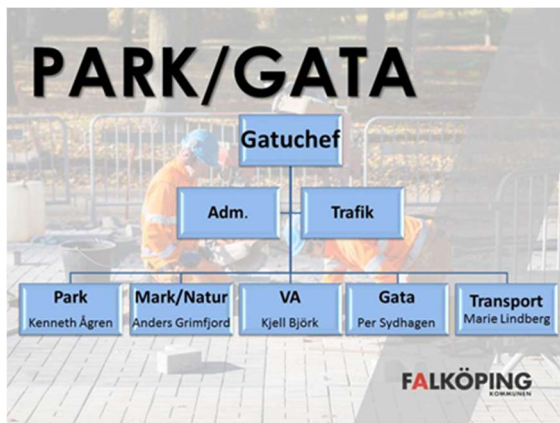 PARK/GATA
Gatuchef
Adm.
Trafik
Park
Kenneth Ågren
Mark/Natur
Anders Grimfjord
VA
Kjell Björk
Gata
Per Sydhagen
Transport
Marie Lindberg
FALKÖPING
KOMMUNEN